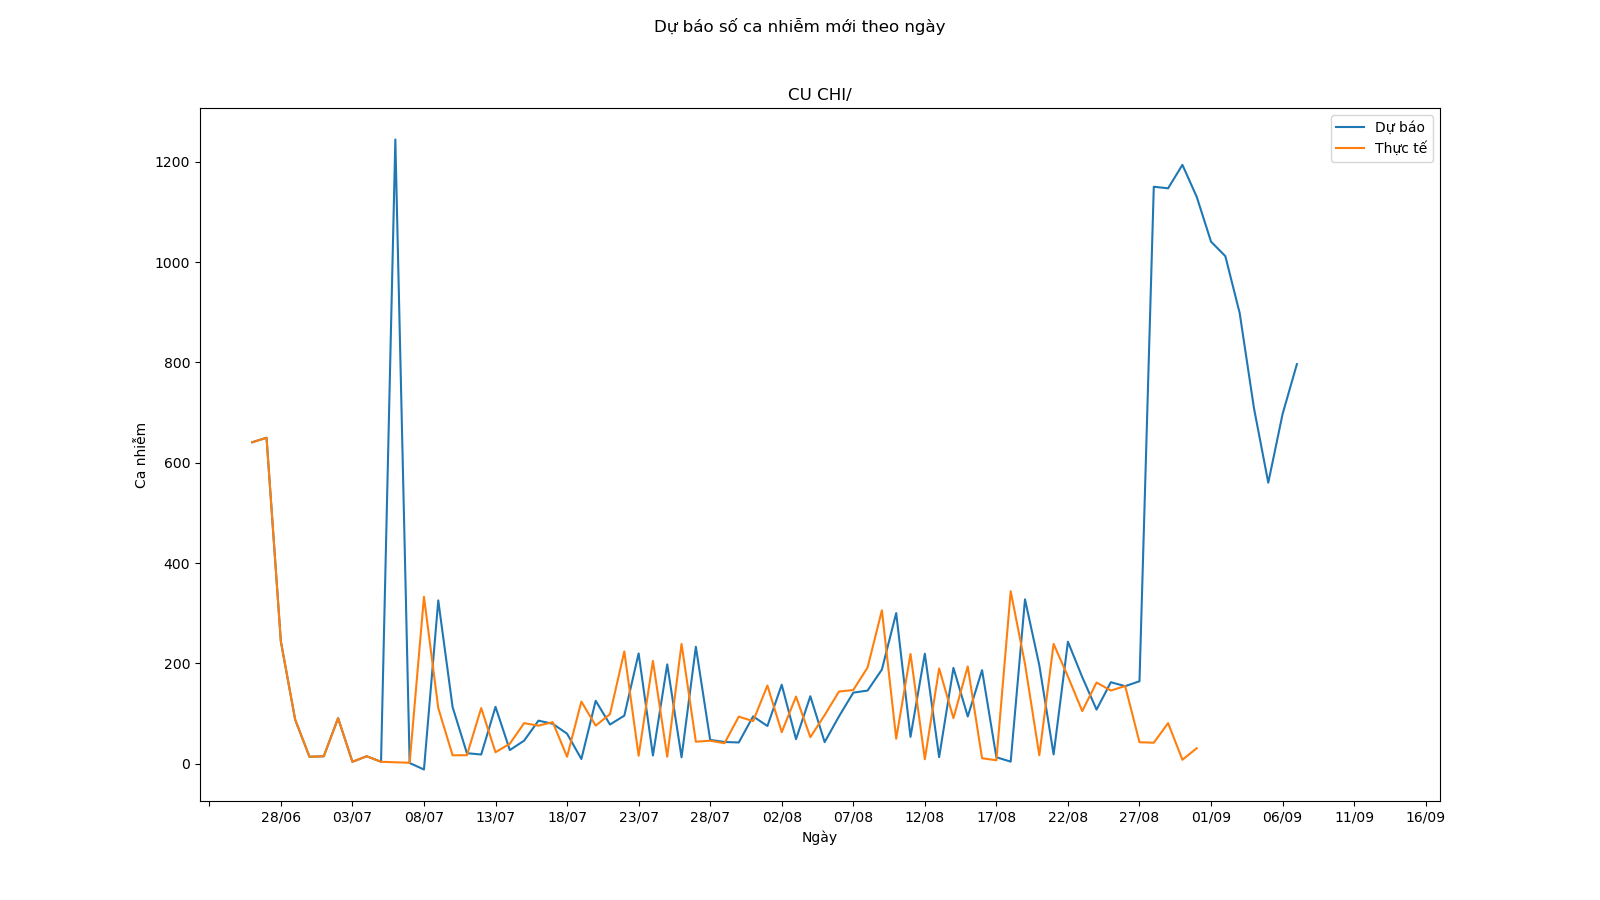 Dự báo số ca nhiễm mới theo ngày
CU CHI/
Dự báo
Thực tế
1200
1000
800
600
400
200
0
Ca nhiễm
28/06 03/07 08/07 13/07 18/07 23/07 28/07 02/08 07/08 12/08 17/08 22/08 27/08 01/09 06/09 11/09 16/09
Ngày